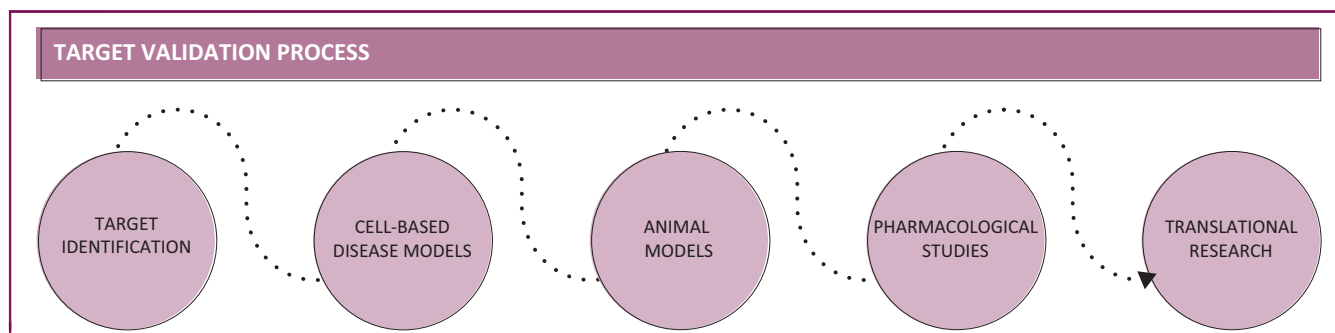 TARGET VALIDATION PROCESS
TARGET
IDENTIFICATION
CELL-BASED
DISEASE MODELS
ANIMAL
MODELS
PHARMACOLOGICAL
STUDIES
TRANSLATIONAL
RESEARCH